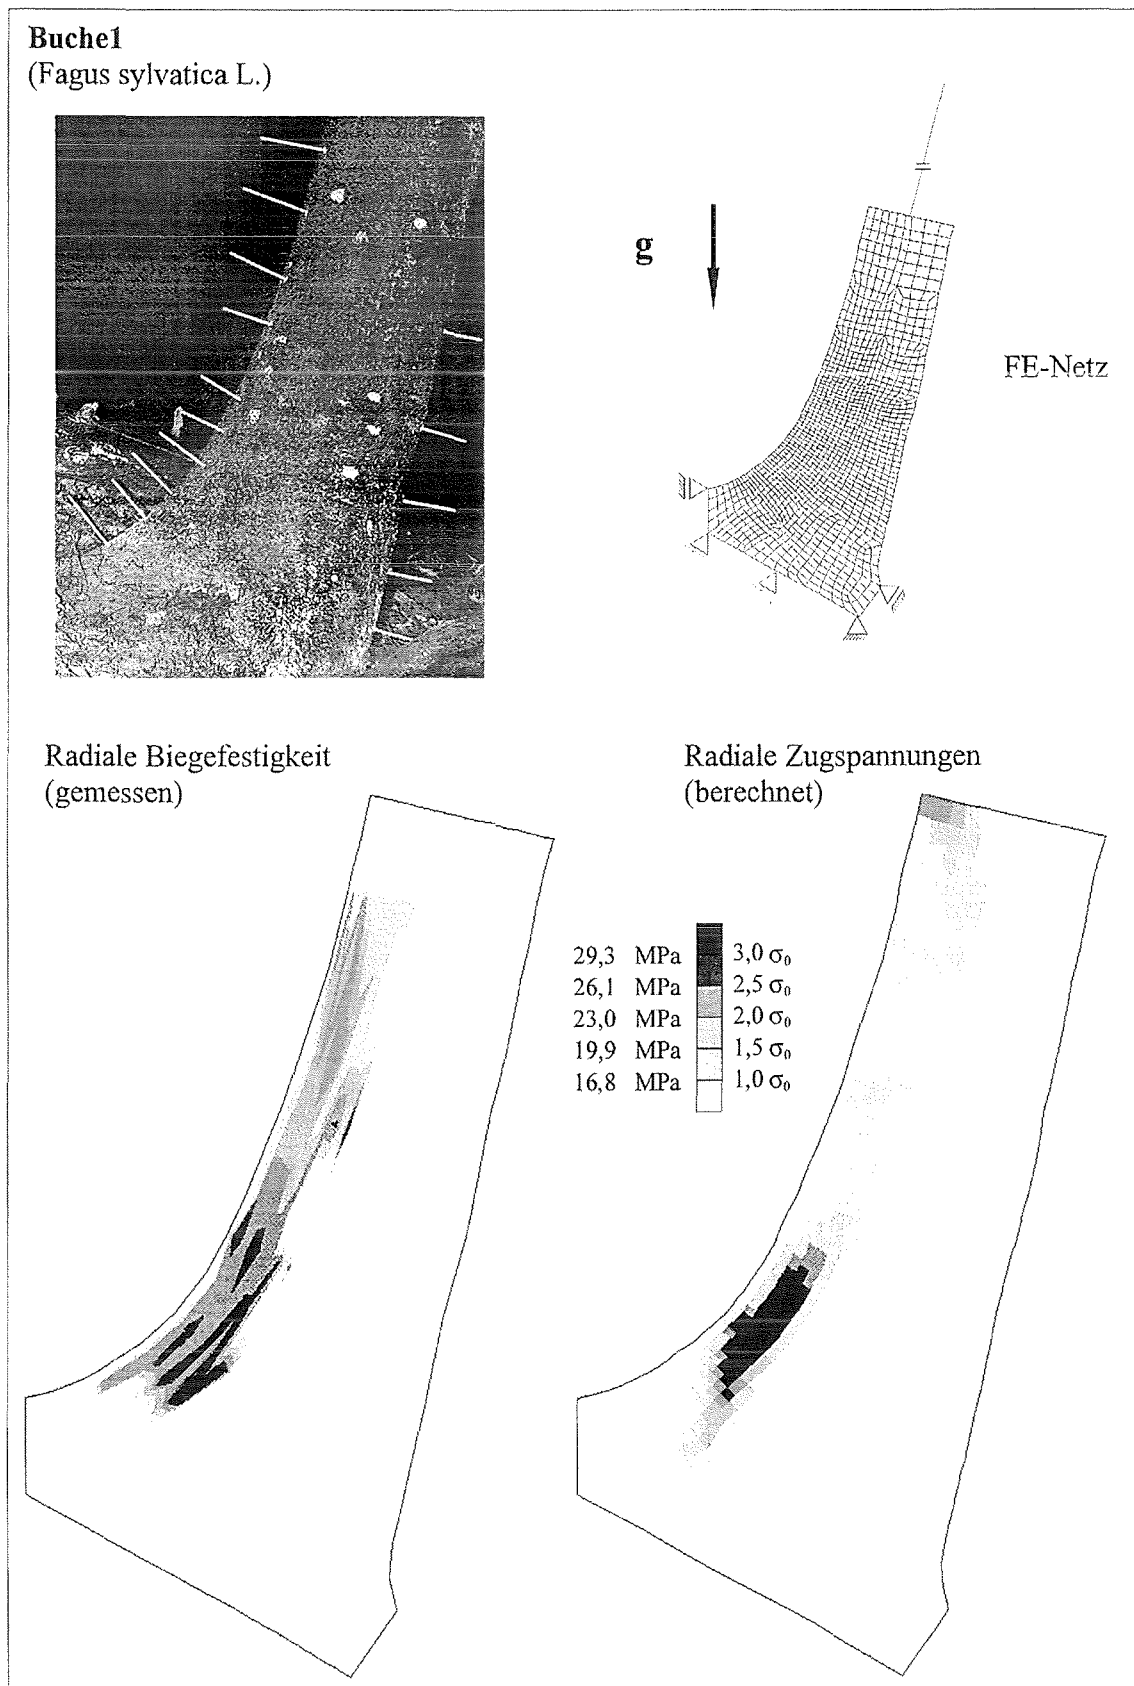 Buche1
(Fagus sylvatica L.)
g
FE-Netz
Radiale Biegefestigkeit
(gemessen)
Radiale Zugspannungen
(berechnet)
29,3 MPa 3,0 σ₀
26,1 MPa 2,5 σ₀
23,0 MPa 2,0 σ₀
19,9 MPa 1,5 σ₀
16,8 MPa 1,0 σ₀